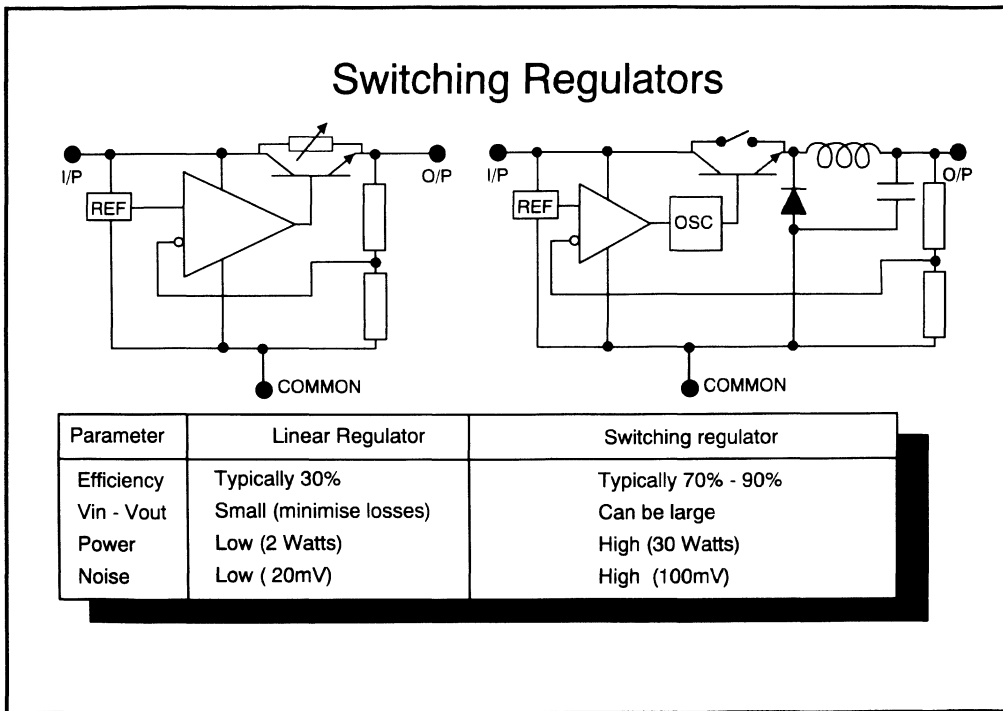 Switching Regulators
I/P
O/P
REF
COMMON
I/P
O/P
REF
OSC
COMMON
Parameter Linear Regulator Switching regulator
Efficiency Typically 30% Typically 70% - 90%
Vin - Vout Small (minimise losses) Can be large
Power Low (2 Watts) High (30 Watts)
Noise Low ( 20mV) High (100mV)